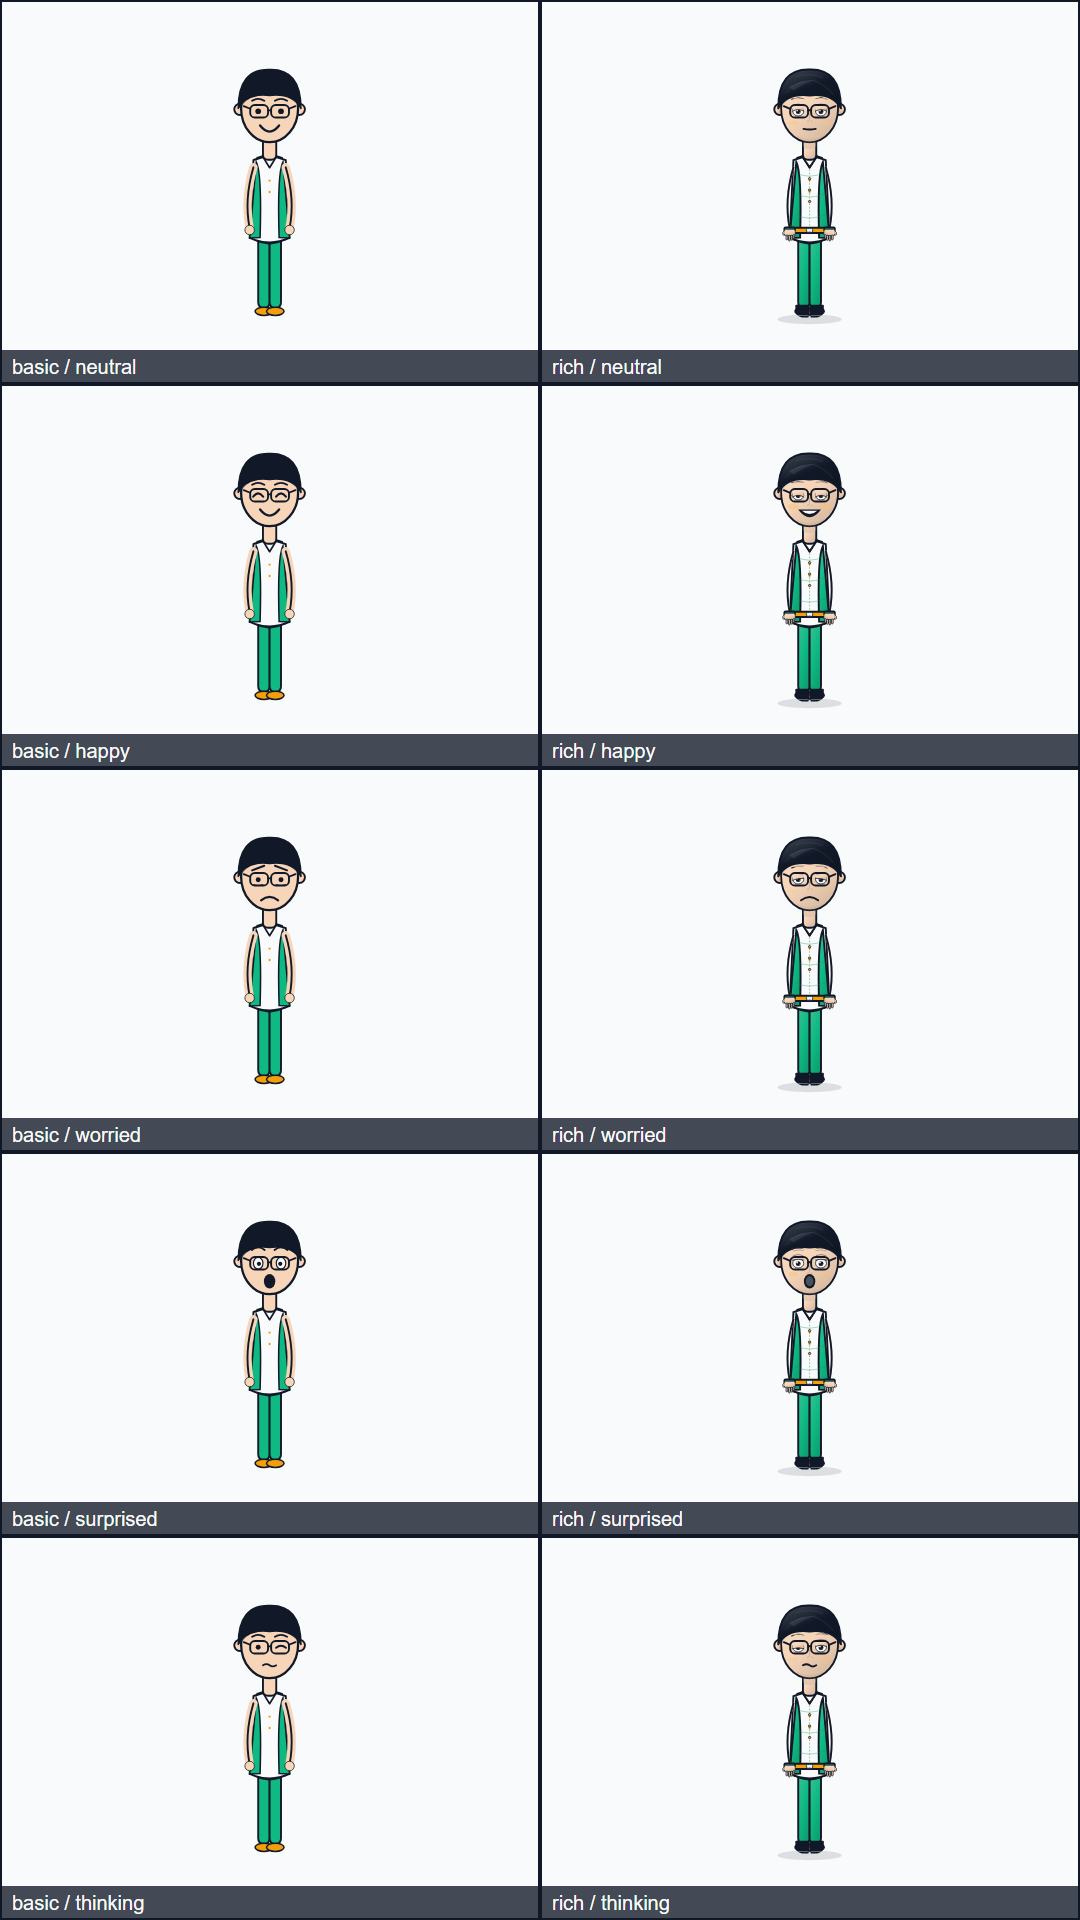 basic / neutral
rich / neutral
basic / happy
rich / happy
basic / worried
rich / worried
basic / surprised
rich / surprised
basic / thinking
rich / thinking